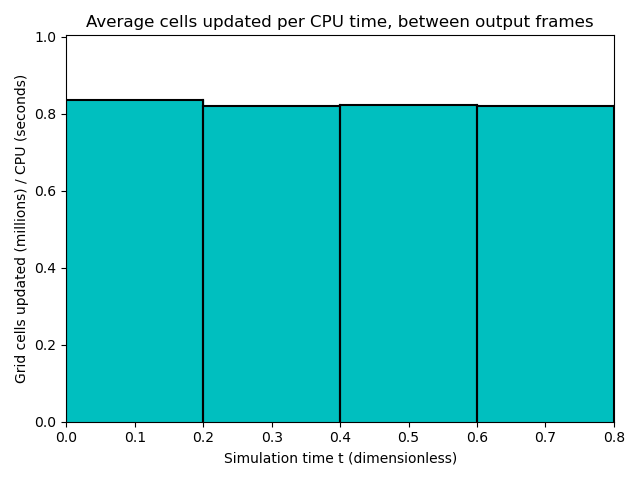 Average cells updated per CPU time, between output frames
Grid cells updated (millions) / CPU (seconds)
1.0
0.8
0.6
0.4
0.2
0.0
0.0 0.1 0.2 0.3 0.4 0.5 0.6 0.7 0.8
Simulation time t (dimensionless)